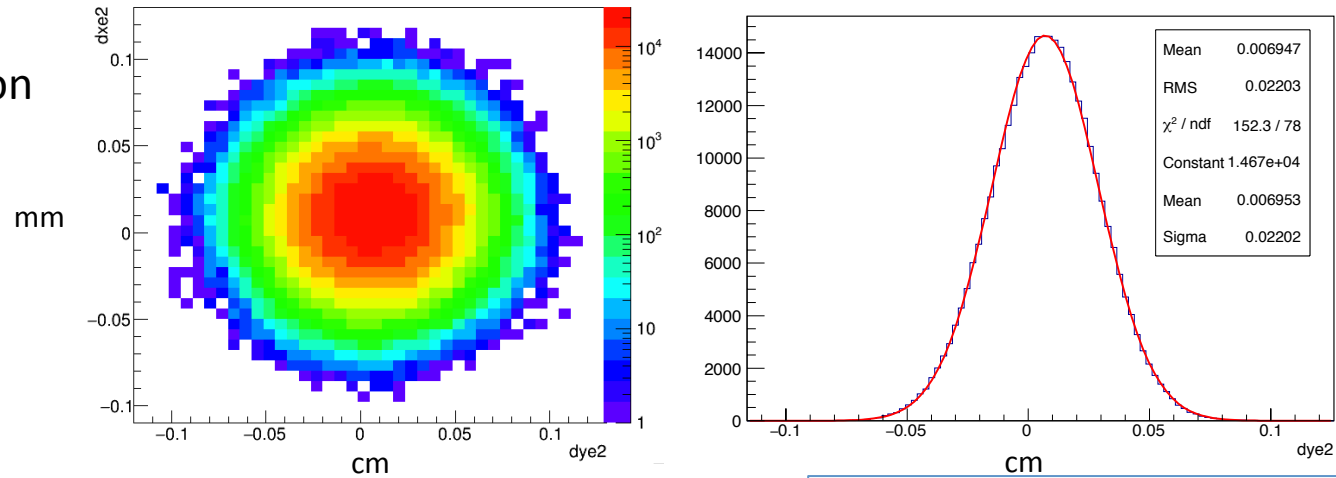 on
mm
dxe2
0.1
0.05
0
−0.05
−0.1
−0.1
−0.05
0
0.05
0.1
dye2
cm
10⁴
10³
10²
10
1
14000
12000
10000
8000
6000
4000
2000
0
Mean 0.006947
RMS 0.02203
χ² / ndf 152.3 / 78
Constant 1.467e+04
Mean 0.006953
Sigma 0.02202
−0.1
−0.05
0
0.05
0.1
dye2
cm